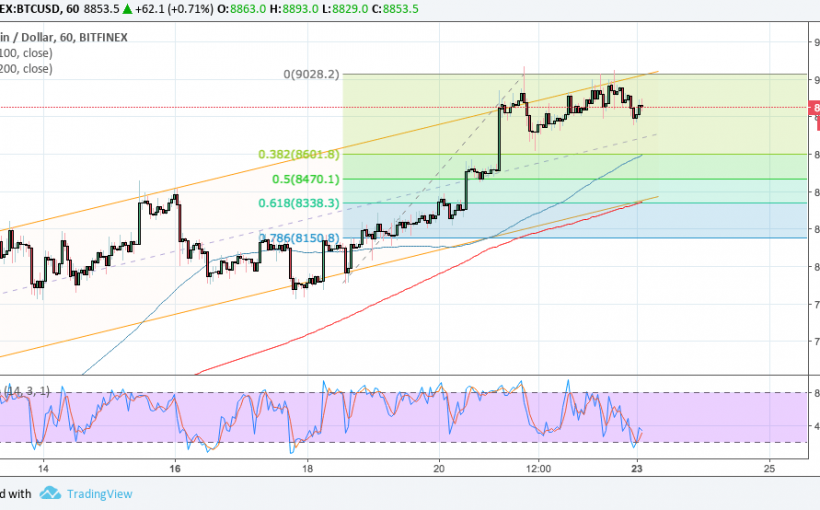 EX:BTCUSD, 60 8853.5 ▲ +62.1 (+0.71%) O:8863.0 H:8893.0 L:8829.0 C:8853.5
in / Dollar, 60, BITFINEX
100, close)
200, close)
0(9028.2)
0.382(8601.8)
0.5(8470.1)
0.618(8338.3)
0.786(8150.8)
(14, 3, 1)
14 16 18 20 12:00 23 25
d with TradingView